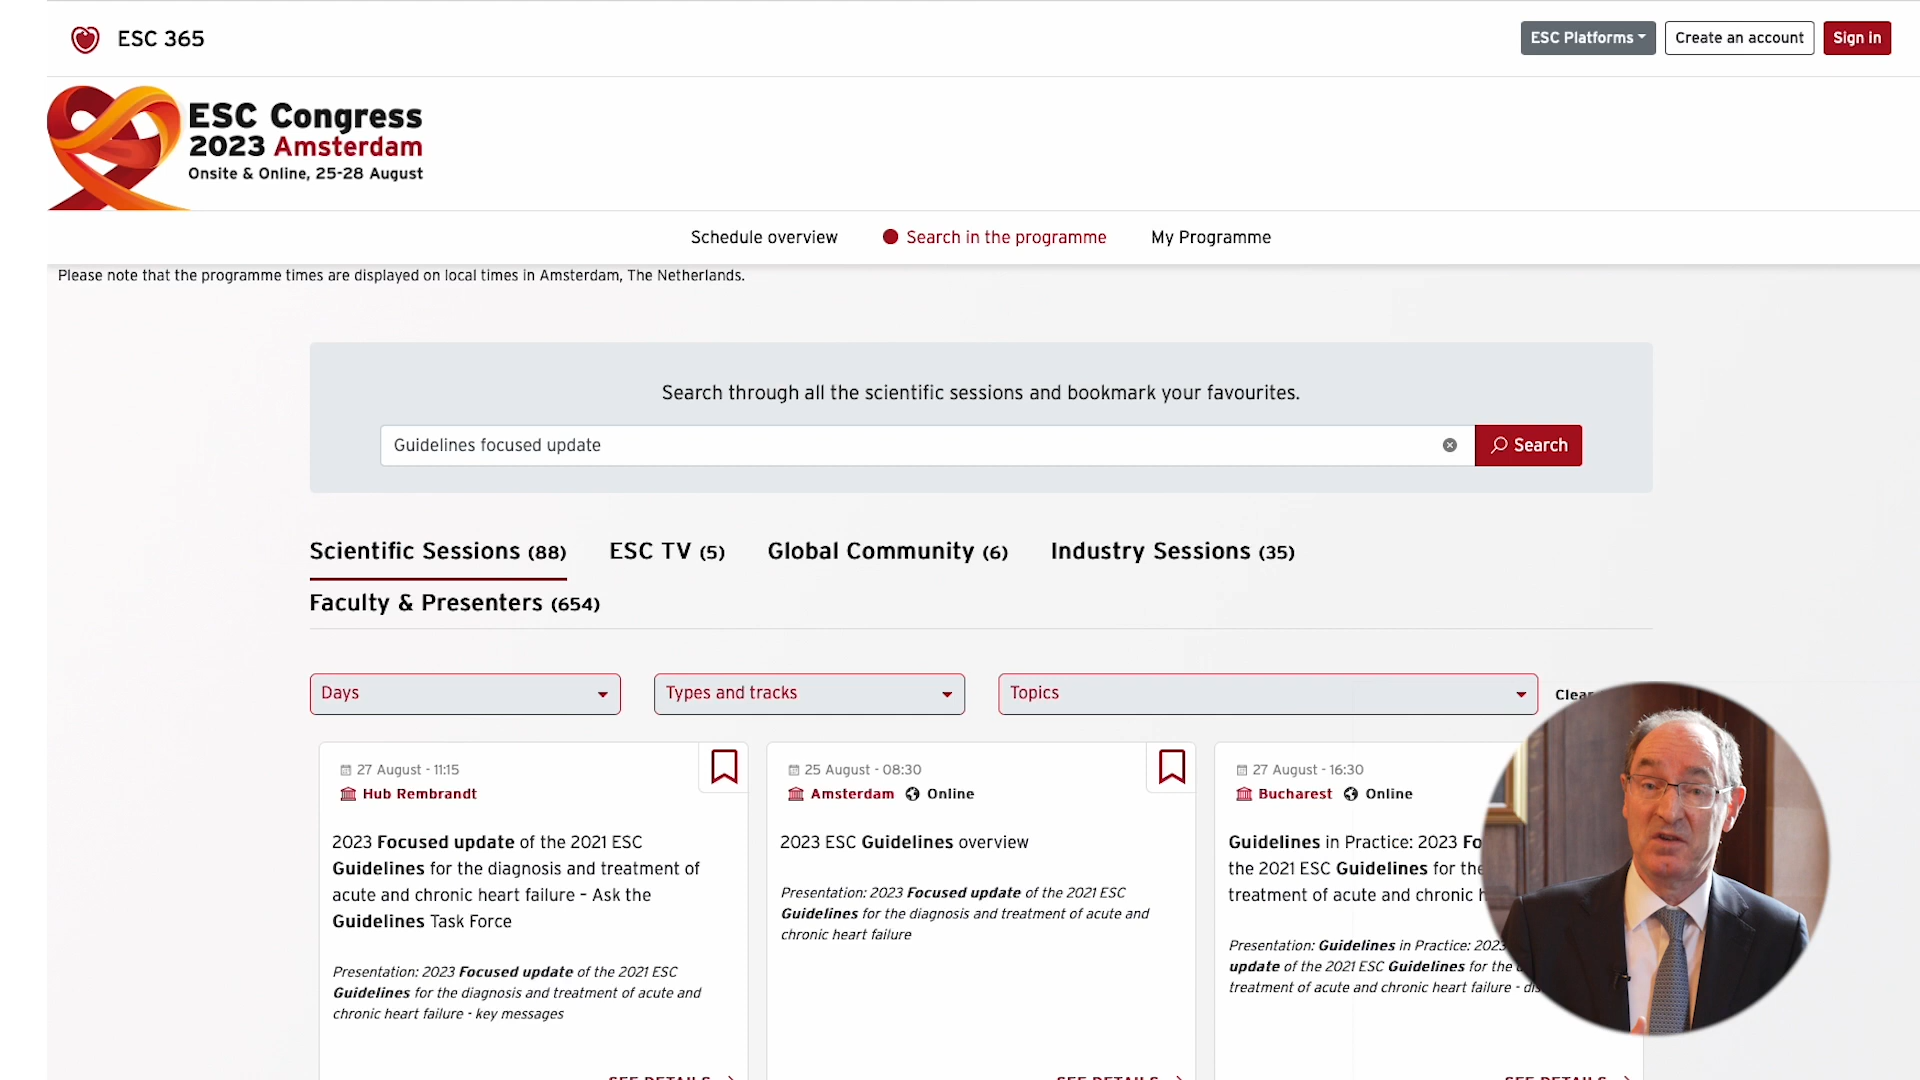 ESC 365
ESC Platforms
Create an account
Sign in
ESC Congress
2023 Amsterdam
Onsite & Online, 25-28 August
Schedule overview
Search in the programme
My Programme
Please note that the programme times are displayed on local times in Amsterdam, The Netherlands.
Search through all the scientific sessions and bookmark your favourites.
Guidelines focused update
Search
Scientific Sessions (88)
ESC TV (5)
Global Community (6)
Industry Sessions (35)
Faculty & Presenters (654)
Days
Types and tracks
Topics
27 August - 11:15
Hub Rembrandt
2023 Focused update of the 2021 ESC
Guidelines for the diagnosis and treatment of
acute and chronic heart failure – Ask the
Guidelines Task Force
Presentation: 2023 Focused update of the 2021 ESC
Guidelines for the diagnosis and treatment of acute and
chronic heart failure - key messages
SEE DETAILS
25 August - 08:30
Amsterdam Online
2023 ESC Guidelines overview
Presentation: 2023 Focused update of the 2021 ESC
Guidelines for the diagnosis and treatment of acute and
chronic heart failure
SEE DETAILS
27 August - 16:30
Bucharest Online
Guidelines in Practice: 2023
the 2021 ESC Guidelines for the
treatment of acute and chronic
Presentation: Guidelines in Practice:
update of the 2021 ESC Guidelines for the
treatment of acute and chronic heart failure -
SEE DETAILS